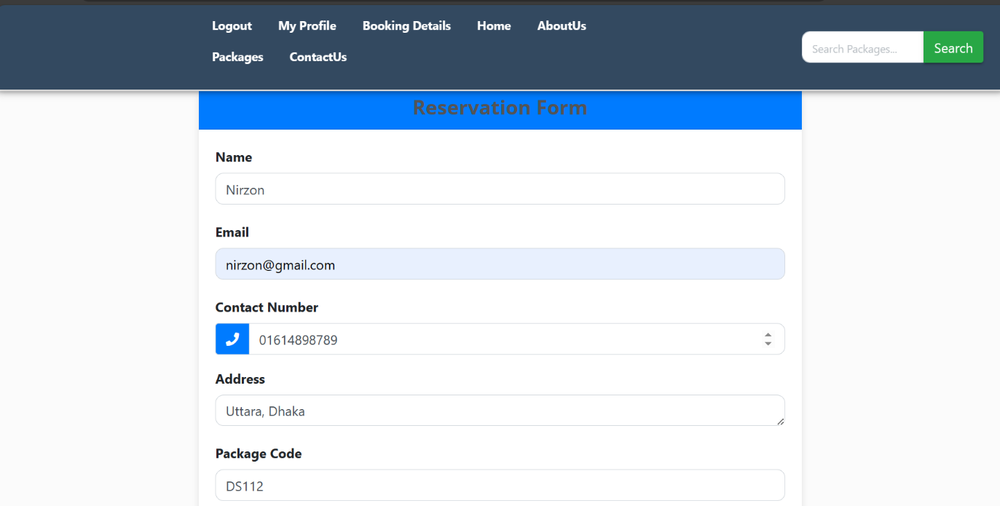 Logout My Profile Booking Details Home AboutUs
Packages ContactUs
Search Packages... Search
Reservation Form
Name
Nirzon
Email
nirzon@gmail.com
Contact Number
01614898789
Address
Uttara, Dhaka
Package Code
DS112